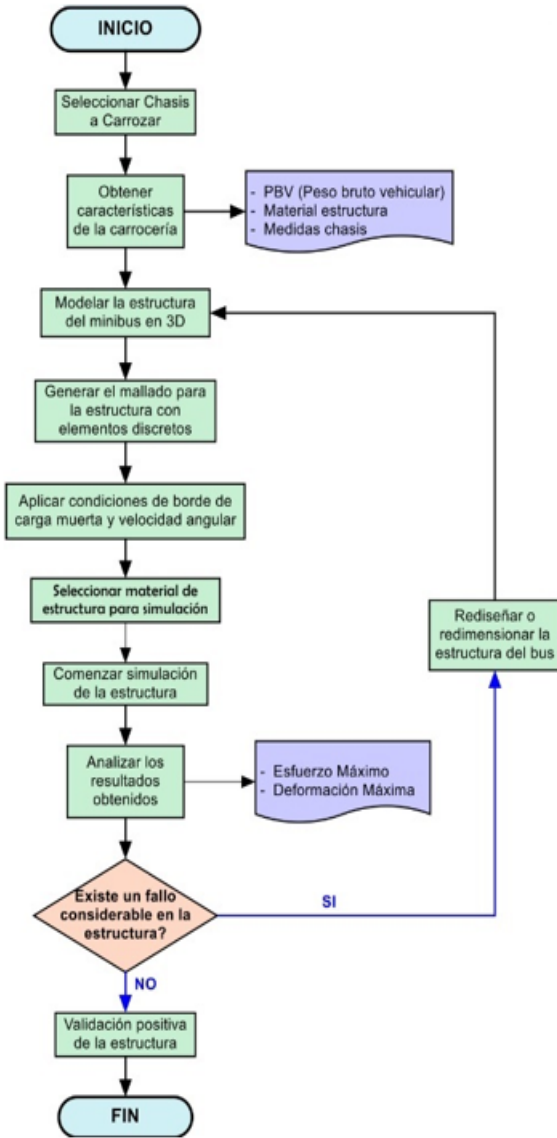 INICIO
Seleccionar Chasis
a Carrozar
Obtener
características
de la carrocería
- PBV (Peso bruto vehicular)
- Material estructura
- Medidas chasis
Modelar la estructura
del minibus en 3D
Generar el mallado para
la estructura con
elementos discretos
Aplicar condiciones de borde de
carga muerta y velocidad angular
Seleccionar material de
estructura para simulación
Rediseñar o
redimensionar la
estructura del bus
Comenzar simulación
de la estructura
Analizar los
resultados
obtenidos
- Esfuerzo Máximo
- Deformación Máxima
Existe un fallo
considerable en la
estructura?
SI
NO
Validación positiva
de la estructura
FIN